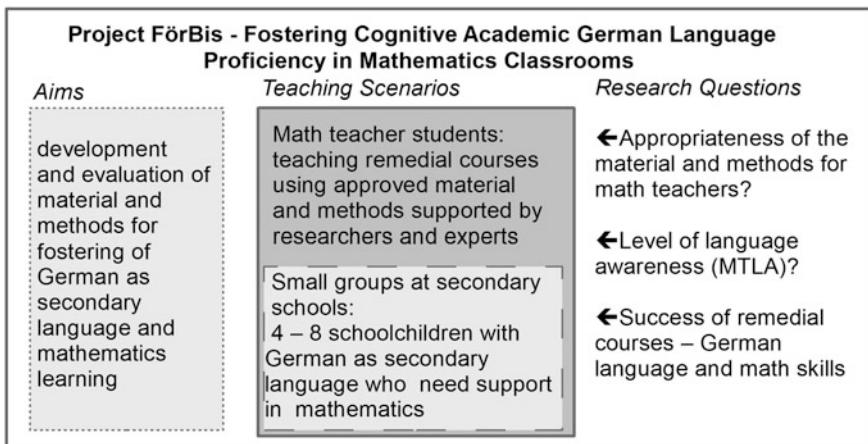 Project FörBis - Fostering Cognitive Academic German Language
Proficiency in Mathematics Classrooms
Aims
development
and evaluation of
material and
methods for
fostering of
German as
secondary
language and
mathematics
learning
Teaching Scenarios
Math teacher students:
teaching remedial courses
using approved material
and methods supported by
researchers and experts
Small groups at secondary
schools:
4 – 8 schoolchildren with
German as secondary
language who need support
in mathematics
Research Questions
←Appropriateness of the
material and methods for
math teachers?
←Level of language
awareness (MTLA)?
←Success of remedial
courses – German
language and math skills